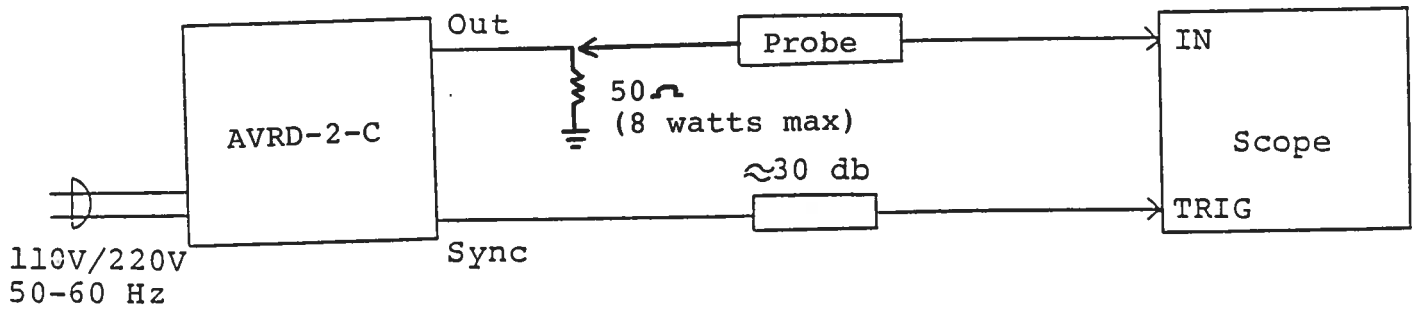 Out
Probe
IN
50Ω
(8 watts max)
AVRD-2-C
Scope
≈30 db
TRIG
Sync
110V/220V
50-60 Hz